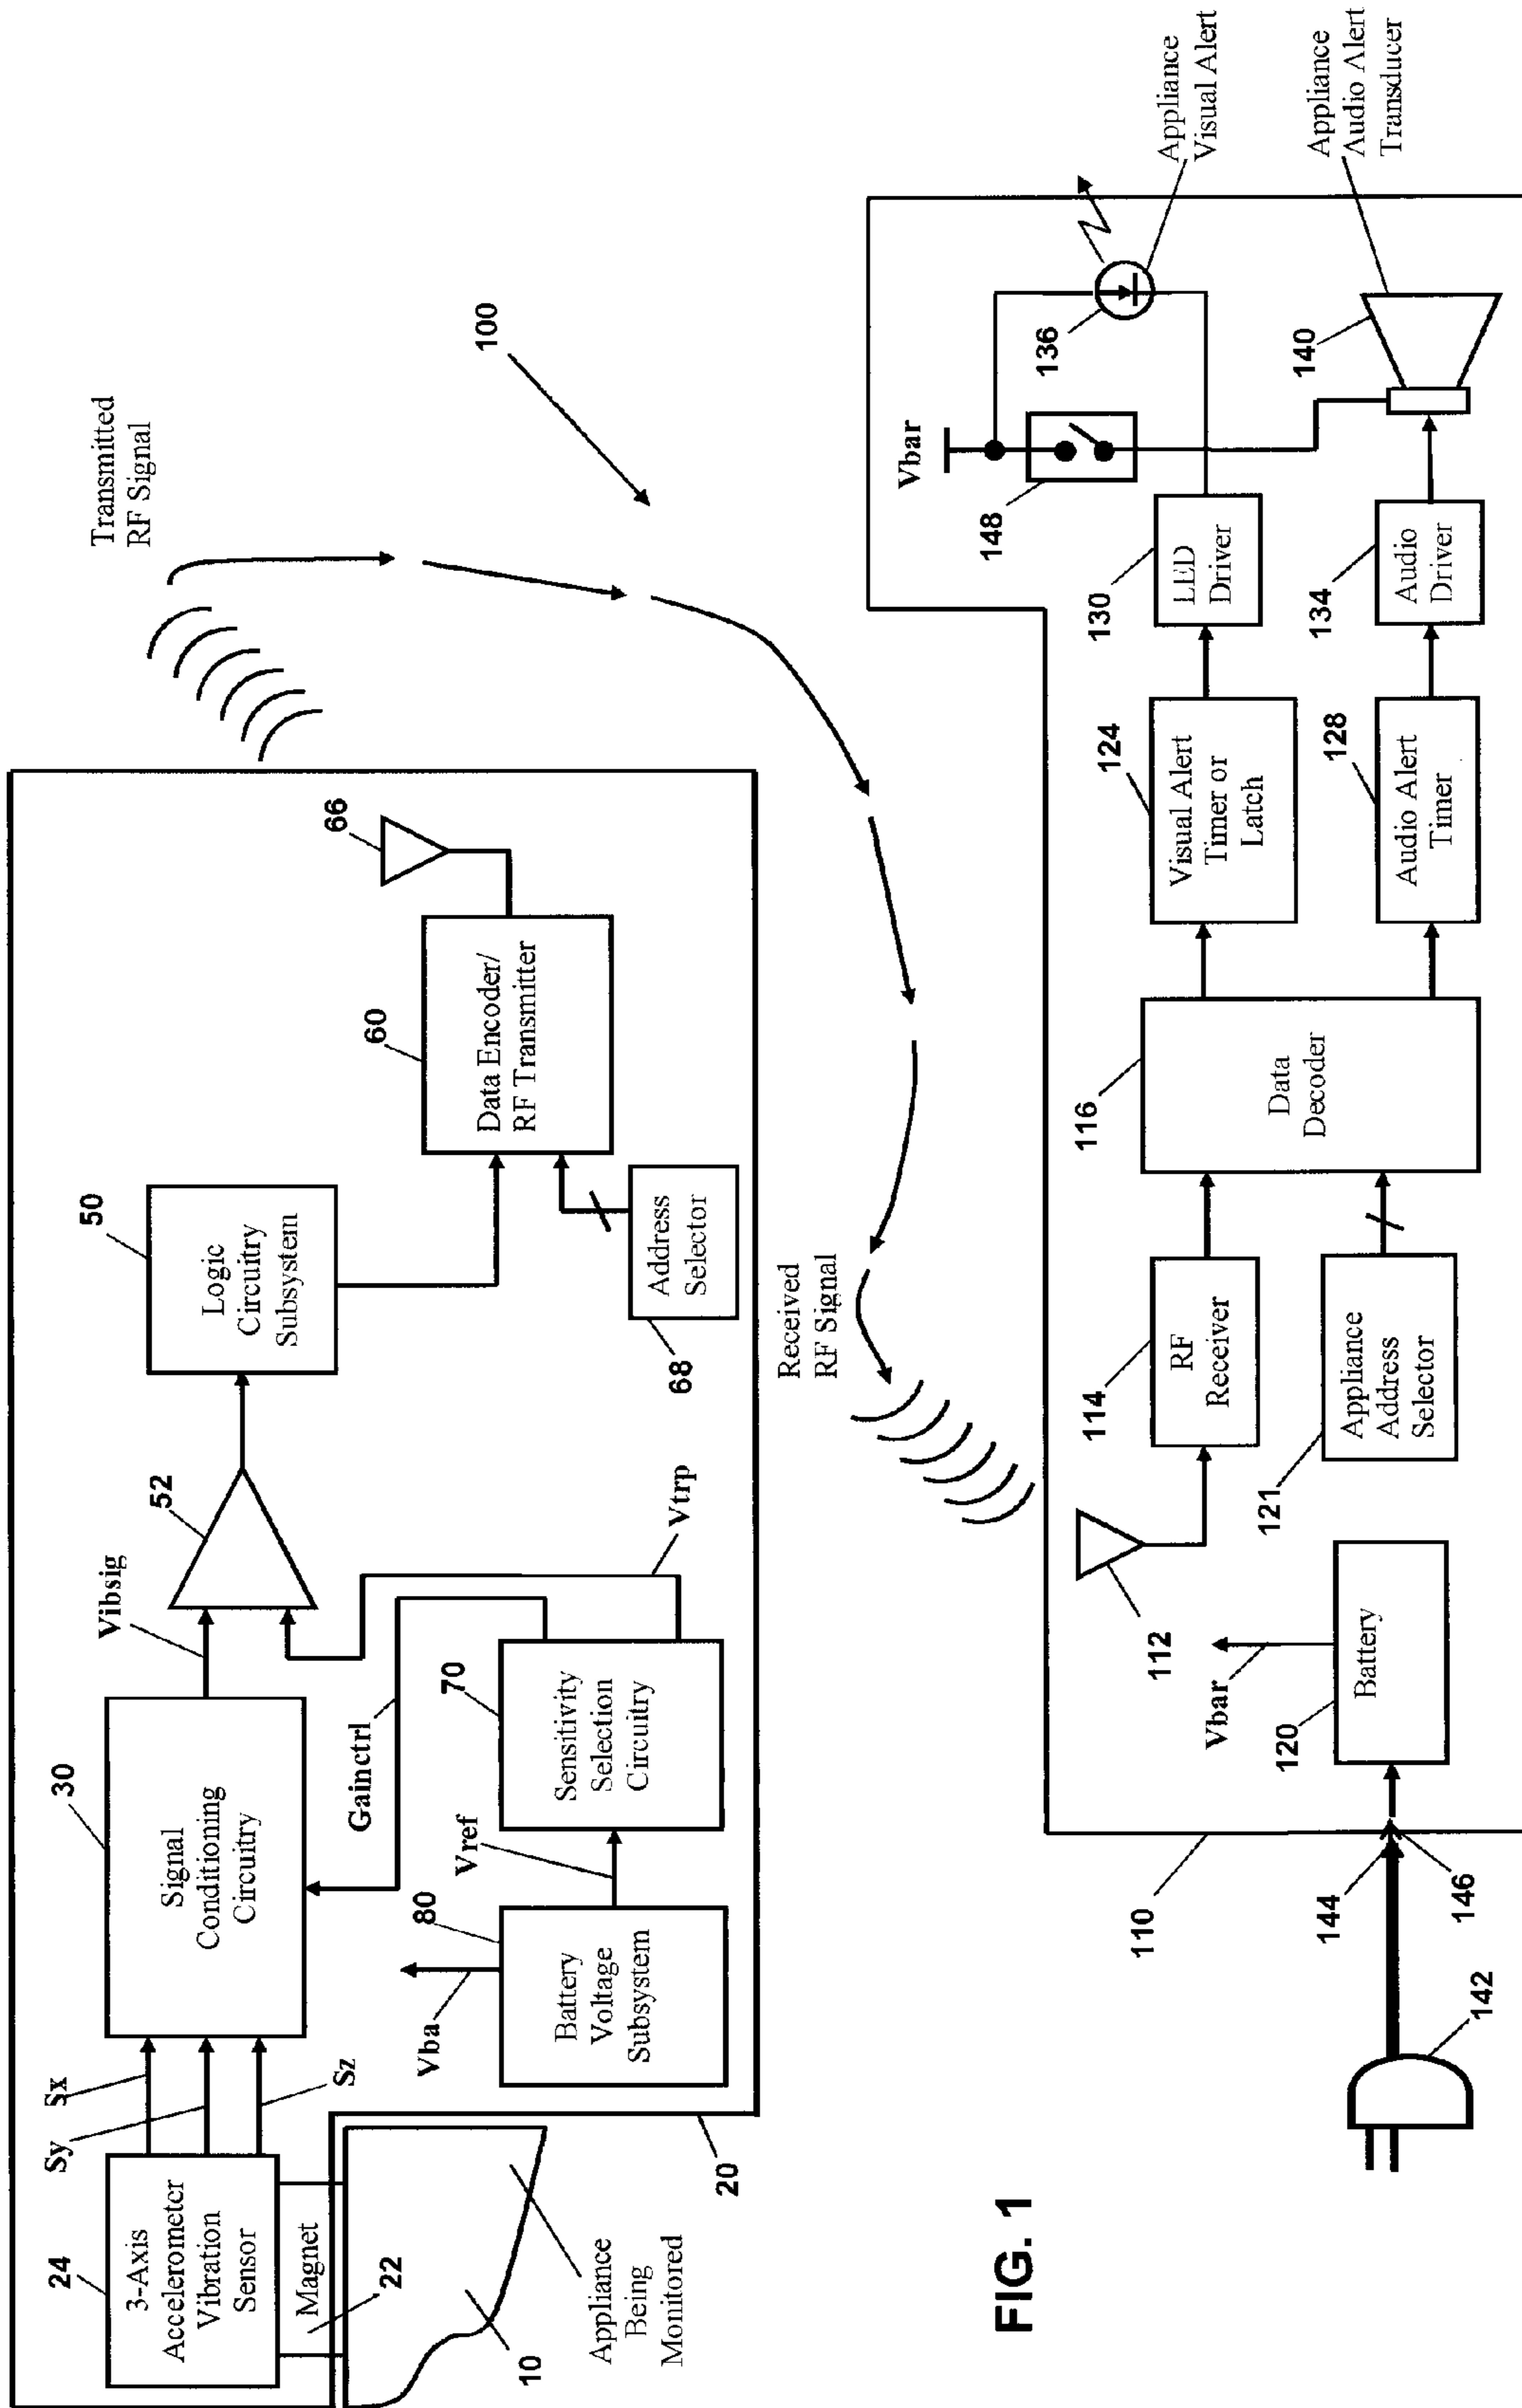 Transmitted
RF Signal
100
66
60
Data Encoder/
RF Transmitter
50
Logic
Circuitry
Subsystem
Address
Selector
68
52
Vibsig
Vtrp
30
Signal
Conditioning
Circuitry
Gainctrl
70
Sensitivity
Selection
Circuitry
Vref
80
Battery
Voltage
Subsystem
Vba
Sx
Sy
Sz
24
3-Axis
Accelerometer
Vibration
Sensor
Magnet
22
20
10
Appliance
Being
Monitored
Received
RF Signal
Appliance
Visual Alert
Appliance
Audio Alert
Transducer
136
140
Vbar
148
130
LED
Driver
134
Audio
Driver
124
Visual Alert
Timer or
Latch
128
Audio Alert
Timer
116
Data
Decoder
114
RF
Receiver
121
Appliance
Address
Selector
112
Vbar
120
Battery
110
144
146
142
FIG. 1